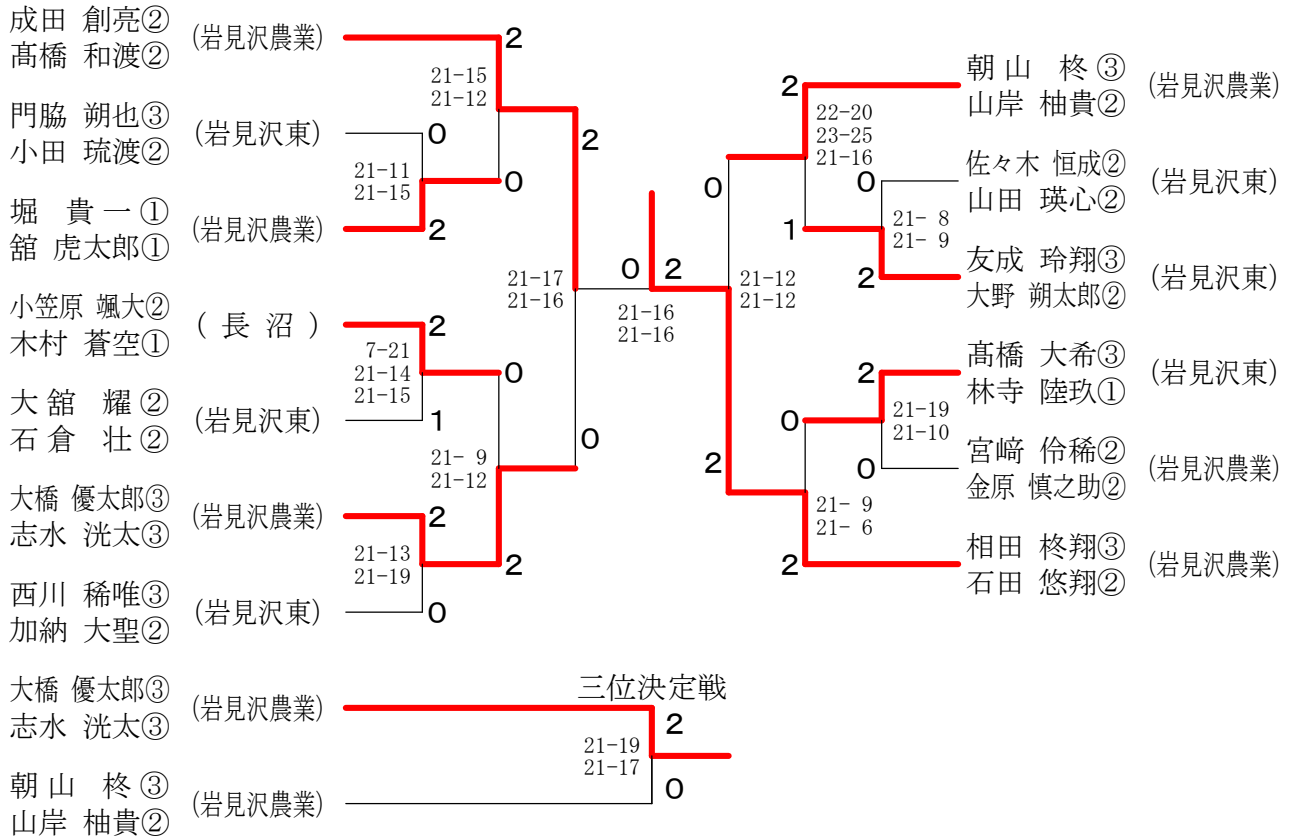 成田 創亮②
髙橋 和渡②
(岩見沢農業)
2
21-15
21-12
門脇 朔也③
小田 琉渡②
(岩見沢東)
0
21-11
21-15
0
堀 貴一①
舘 虎太郎①
(岩見沢農業)
2
2
21-17
21-16
小笠原 颯大②
木村 蒼空①
(長沼)
2
7-21
21-14
21-15
0
大舘 耀②
石倉 壮②
(岩見沢東)
1
21- 9
21-12
0
大橋 優太郎③
志水 洸太③
(岩見沢農業)
2
21-13
21-19
2
西川 稀唯③
加納 大聖②
(岩見沢東)
0
0
2
21-16
21-16
2
朝山 柊③
山岸 柚貴②
(岩見沢農業)
22-20
23-25
21-16
0
佐々木 恒成②
山田 瑛心②
(岩見沢東)
0
1
21- 8
21- 9
2
友成 玲翔③
大野 朔太郎②
(岩見沢東)
21-12
21-12
2
髙橋 大希③
林寺 陸玖①
(岩見沢東)
0
21-19
21-10
0
宮﨑 伶稀②
金原 慎之助②
(岩見沢農業)
2
21- 9
21- 6
2
相田 柊翔③
石田 悠翔②
(岩見沢農業)
三位決定戦
大橋 優太郎③
志水 洸太③
(岩見沢農業)
2
21-19
21-17
0
朝山 柊③
山岸 柚貴②
(岩見沢農業)